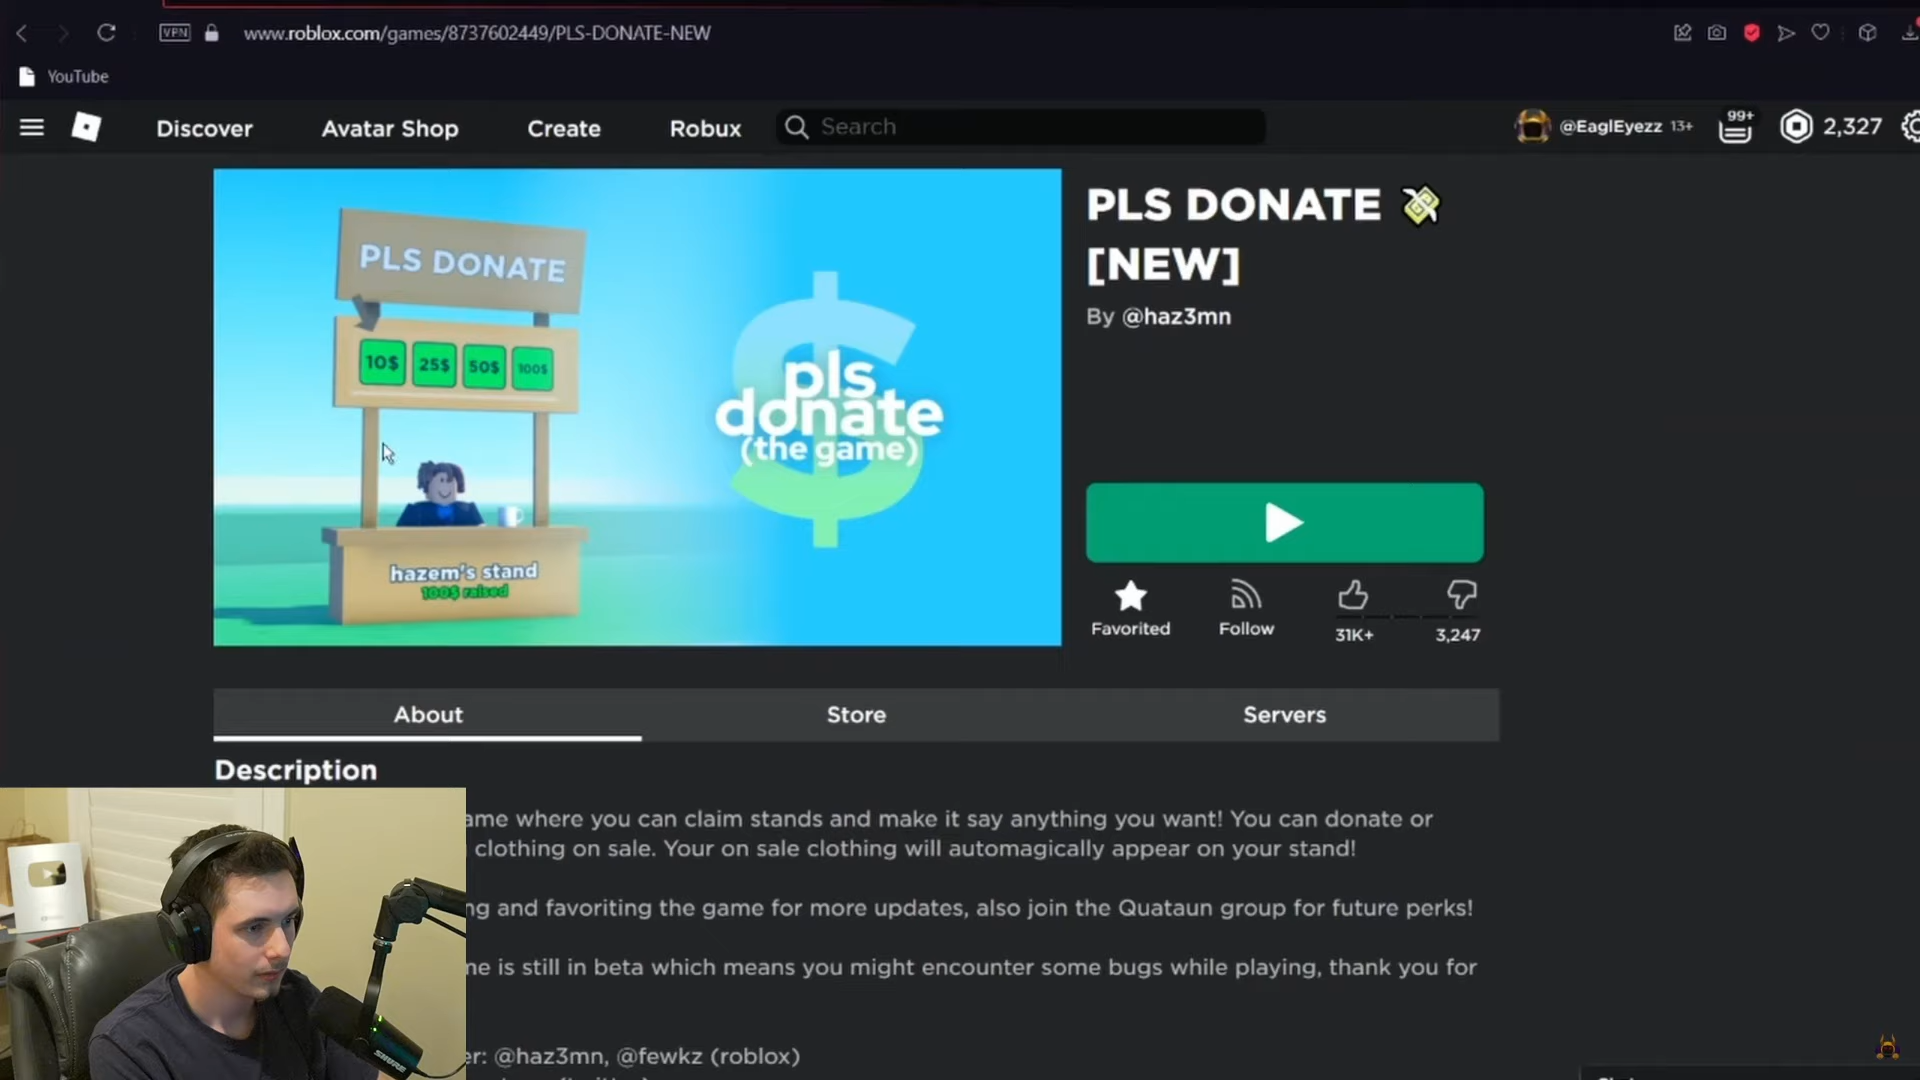 VPN www.roblox.com/games/8737602449/PLS-DONATE-NEW
YouTube
Discover Avatar Shop Create Robux Search @EaglEyezz 13+ 99+ 2,327
PLS DONATE
10$ 25$ 50$ 100$
hazem's stand
100$ raised
pls
donate
(the game)
PLS DONATE
[NEW]
By @haz3mn
Favorited Follow 31K+ 3,247
About Store Servers
Description
ame where you can claim stands and make it say anything you want! You can donate or
clothing on sale. Your on sale clothing will automagically appear on your stand!
ng and favoriting the game for more updates, also join the Quataun group for future perks!
me is still in beta which means you might encounter some bugs while playing, thank you for
er: @haz3mn, @fewkz (roblox)
SHURE